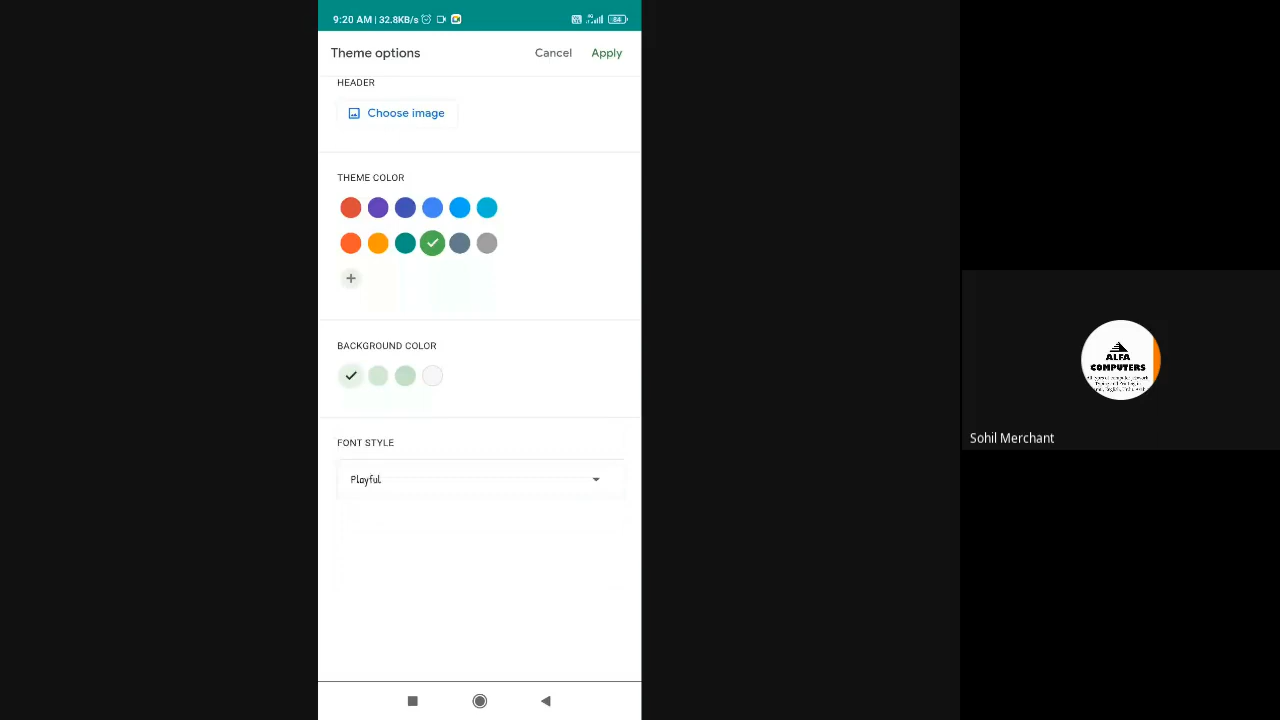 9:20 AM | 32.8KB/s
84
Theme options
Cancel
Apply
HEADER
Choose image
THEME COLOR
BACKGROUND COLOR
FONT STYLE
Playful
ALFA
COMPUTERS
Sohil Merchant